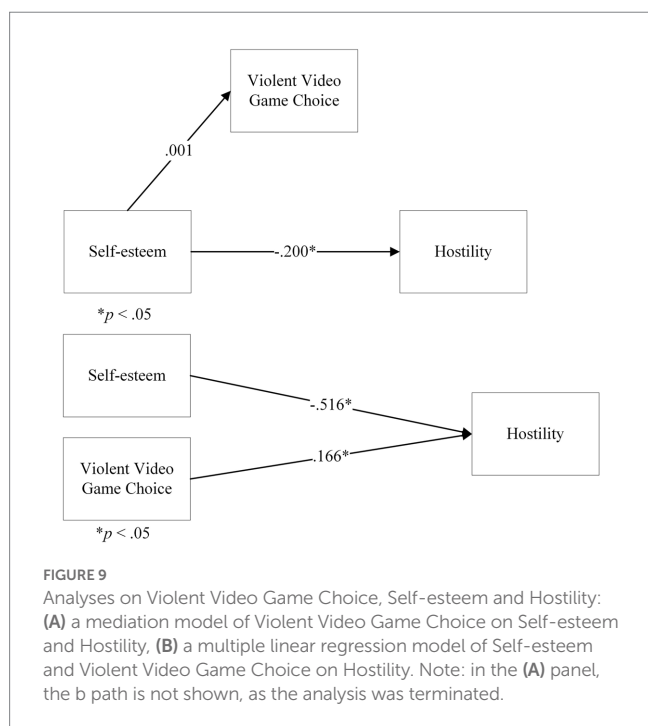 Violent Video
Game Choice
.001
Self-esteem
-.200*
Hostility
*p < .05
Self-esteem
-.516*
Hostility
.166*
Violent Video
Game Choice
*p < .05
FIGURE 9
Analyses on Violent Video Game Choice, Self-esteem and Hostility:
(A) a mediation model of Violent Video Game Choice on Self-esteem
and Hostility, (B) a multiple linear regression model of Self-esteem
and Violent Video Game Choice on Hostility. Note: in the (A) panel,
the b path is not shown, as the analysis was terminated.